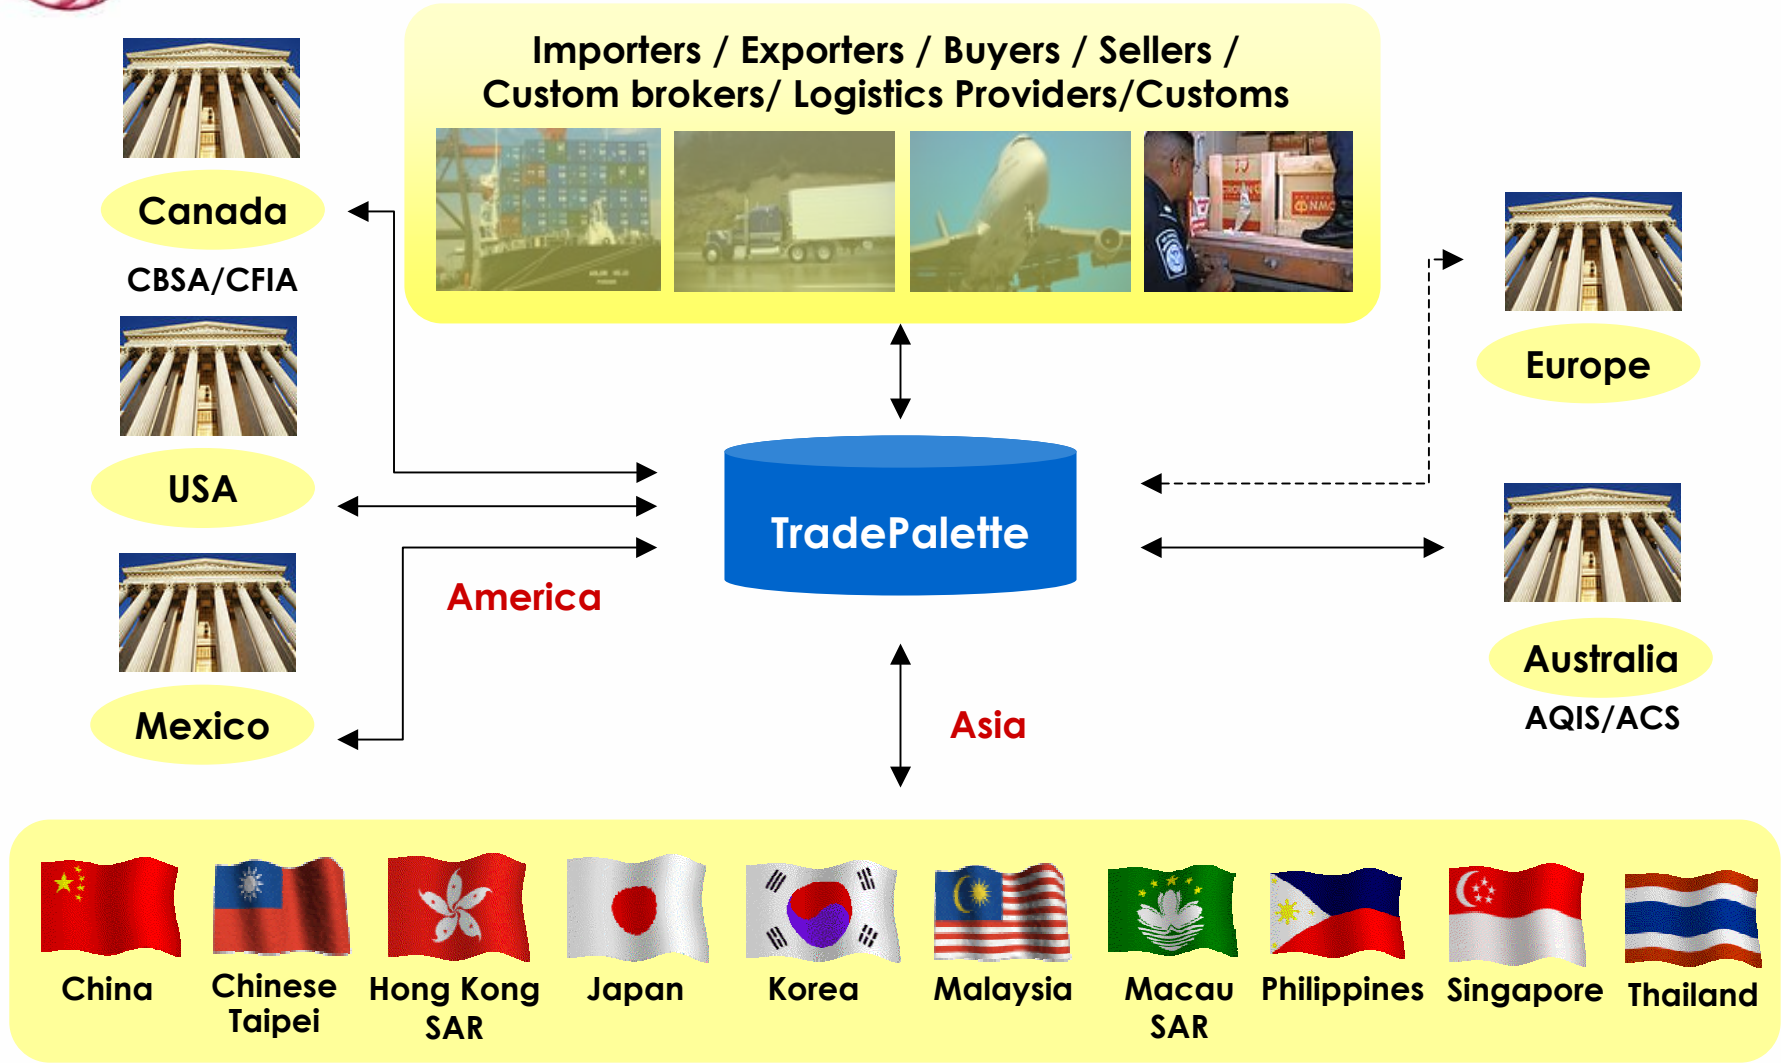 Importers / Exporters / Buyers / Sellers /
Custom brokers/ Logistics Providers/Customs
Canada
CBSA/CFIA
USA
Mexico
America
TradePalette
Europe
Australia
AQIS/ACS
Asia
China
Chinese
Taipei
Hong Kong
SAR
Japan
Korea
Malaysia
Macau
SAR
Philippines
Singapore
Thailand